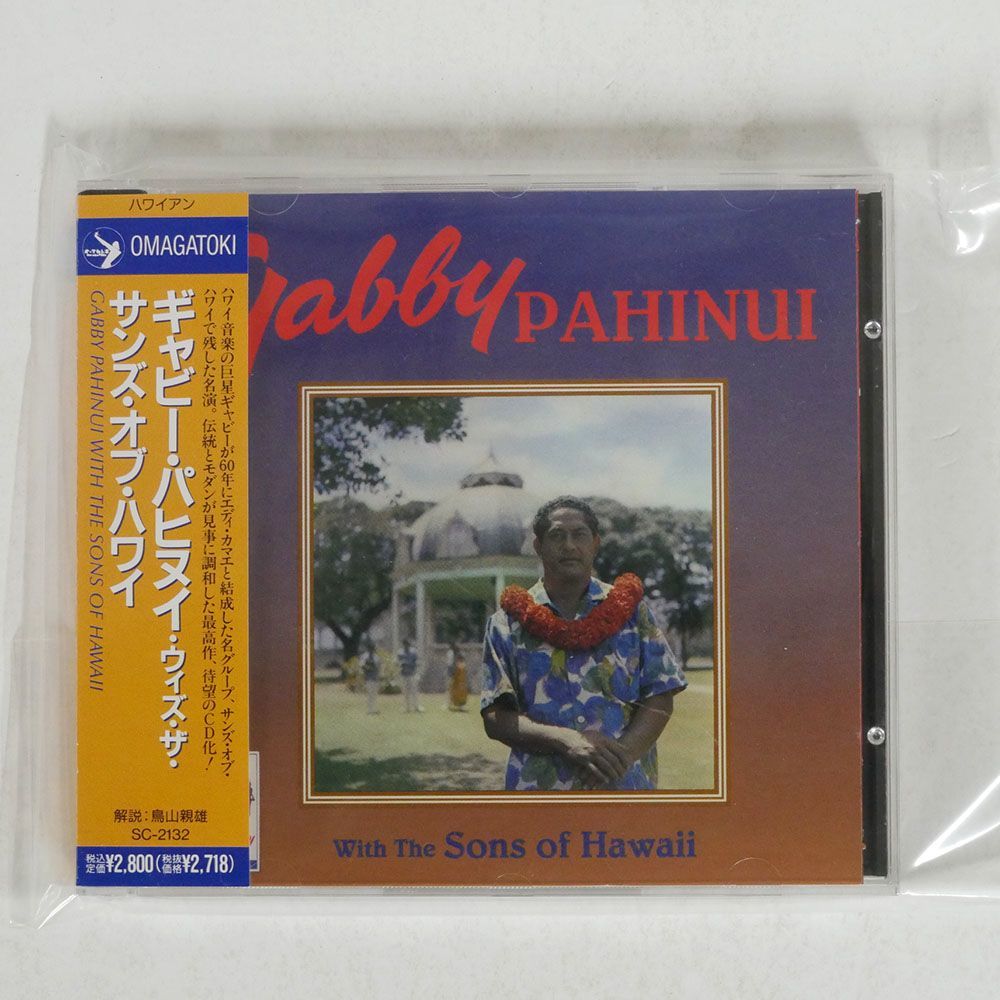 ハワイアン
OMAGATOKI
ハワイ音楽の巨星ギャビーが60年にエディ・カマエと結成した名グループ、サンズ・オブ・
ハワイで残した名演。伝統とモダンが見事に調和した最高作、待望のCD化!
ギャビー・パヒヌイ・ウィズ・ザ・
サンズ・オブ・ハワイ
GABBY PAHINUI WITH THE SONS OF HAWAII
解説:鳥山親雄
SC-2132
税込定価¥2,800(税抜価格¥2,718)
Gabby PAHINUI
With The Sons of Hawaii